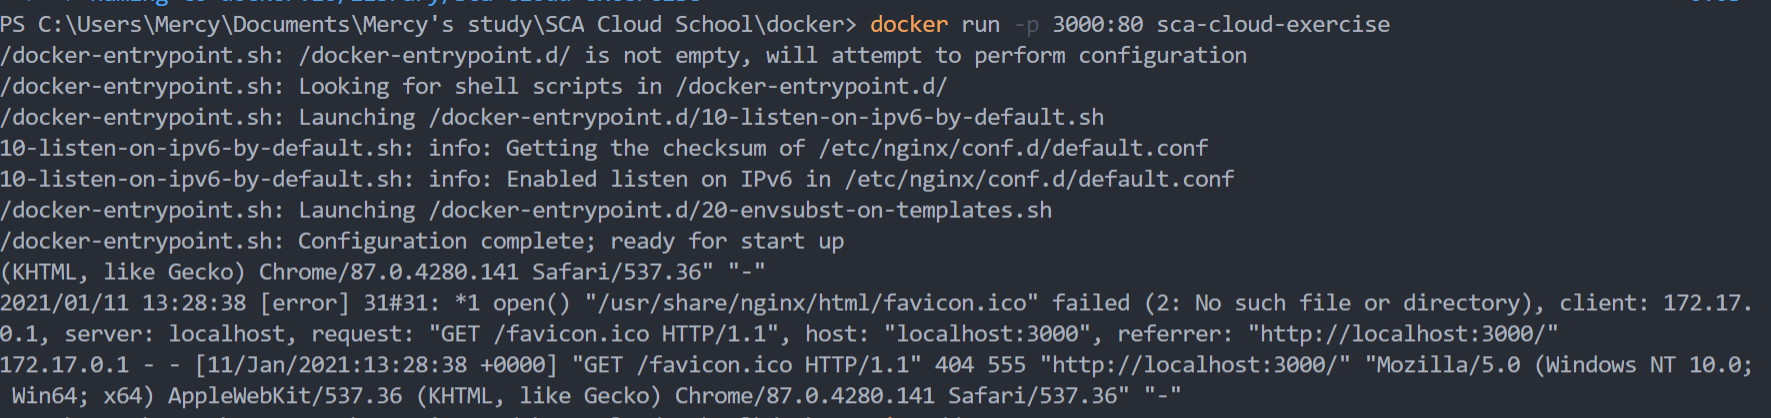 PS C:\Users\Mercy\Documents\Mercy's study\SCA Cloud School\docker> docker run -p 3000:80 sca-cloud-exercise
/docker-entrypoint.sh: /docker-entrypoint.d/ is not empty, will attempt to perform configuration
/docker-entrypoint.sh: Looking for shell scripts in /docker-entrypoint.d/
/docker-entrypoint.sh: Launching /docker-entrypoint.d/10-listen-on-ipv6-by-default.sh
10-listen-on-ipv6-by-default.sh: info: Getting the checksum of /etc/nginx/conf.d/default.conf
10-listen-on-ipv6-by-default.sh: info: Enabled listen on IPv6 in /etc/nginx/conf.d/default.conf
/docker-entrypoint.sh: Launching /docker-entrypoint.d/20-envsubst-on-templates.sh
/docker-entrypoint.sh: Configuration complete; ready for start up
(KHTML, like Gecko) Chrome/87.0.4280.141 Safari/537.36" "-"
2021/01/11 13:28:38 [error] 31#31: *1 open() "/usr/share/nginx/html/favicon.ico" failed (2: No such file or directory), client: 172.17.
0.1, server: localhost, request: "GET /favicon.ico HTTP/1.1", host: "localhost:3000", referrer: "http://localhost:3000/"
172.17.0.1 - - [11/Jan/2021:13:28:38 +0000] "GET /favicon.ico HTTP/1.1" 404 555 "http://localhost:3000/" "Mozilla/5.0 (Windows NT 10.0;
Win64; x64) AppleWebKit/537.36 (KHTML, like Gecko) Chrome/87.0.4280.141 Safari/537.36" "-"